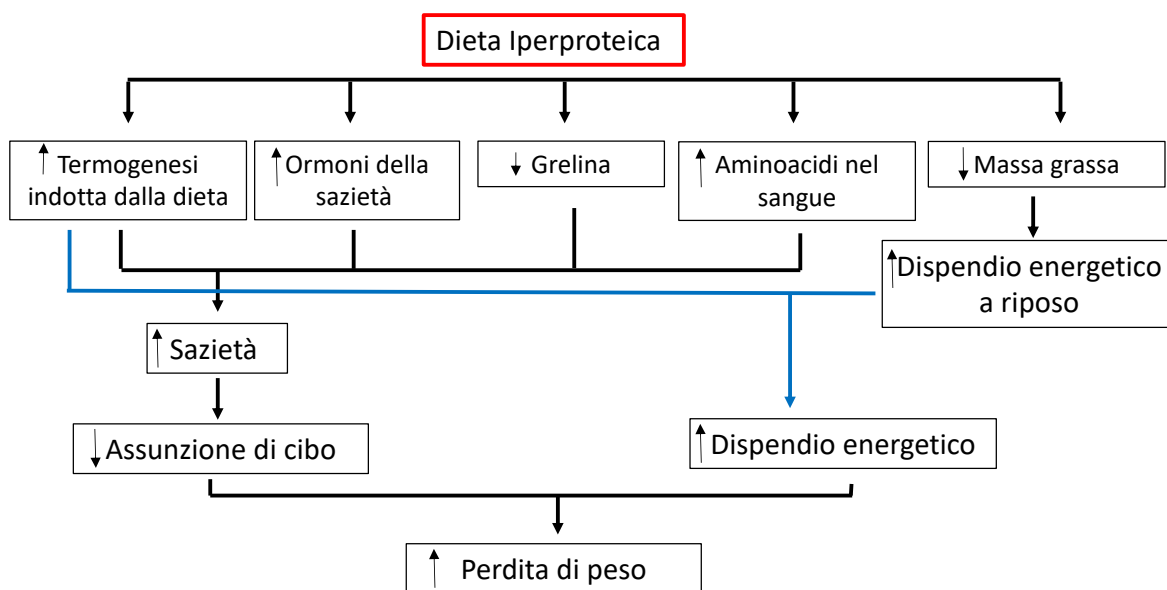 Dieta Iperproteica
Termogenesi
indotta dalla dieta
Ormoni della
sazietà
Grelina
Aminoacidi nel
sangue
Massa grassa
Dispendio energetico
a riposo
Sazietà
Assunzione di cibo
Dispendio energetico
Perdita di peso